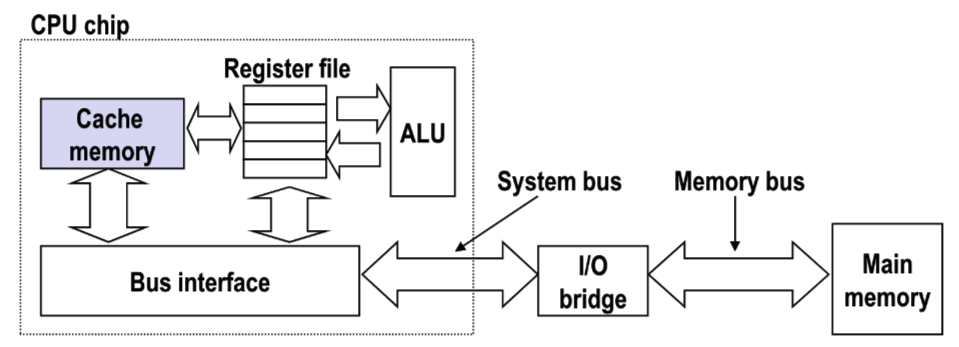 CPU chip
Register file
Cache
memory
ALU
System bus
Memory bus
Bus interface
I/O
bridge
Main
memory